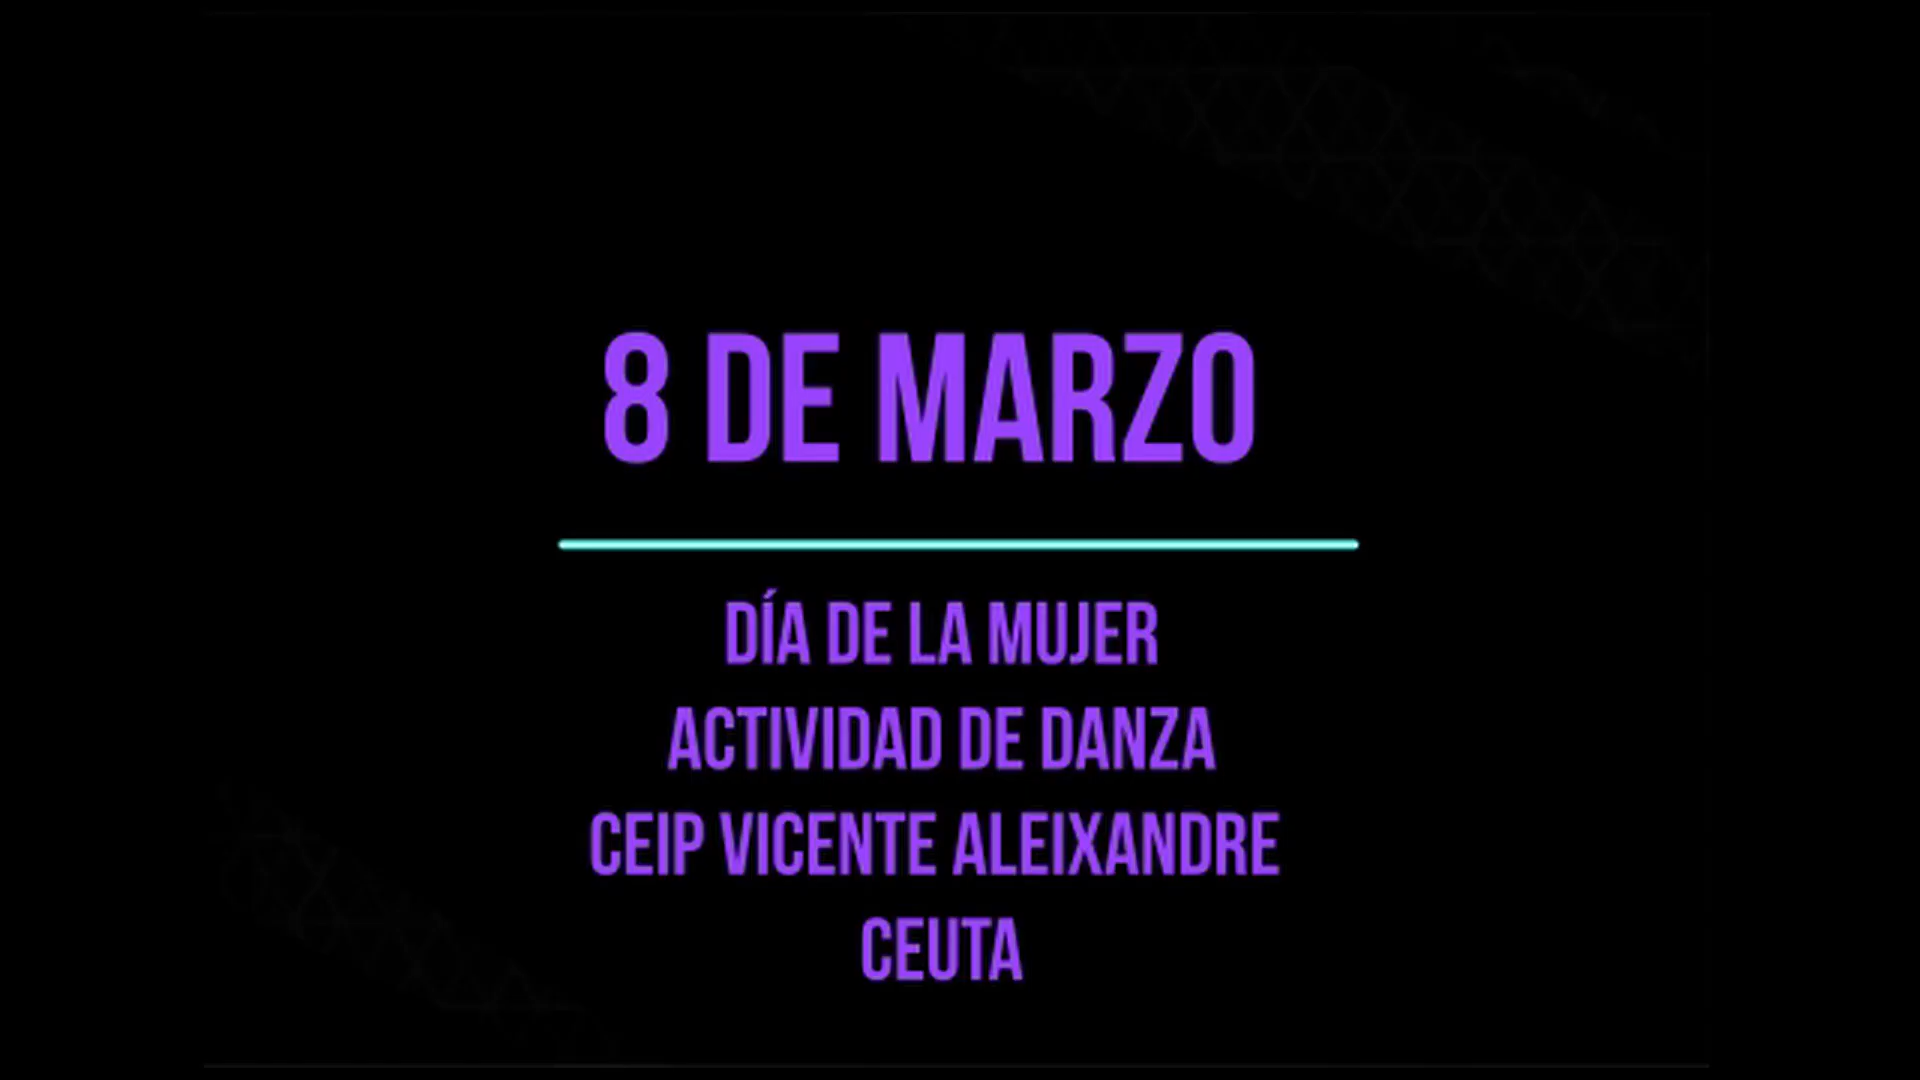 8 DE MARZO
DÍA DE LA MUJER
ACTIVIDAD DE DANZA
CEIP VICENTE ALEIXANDRE
CEUTA